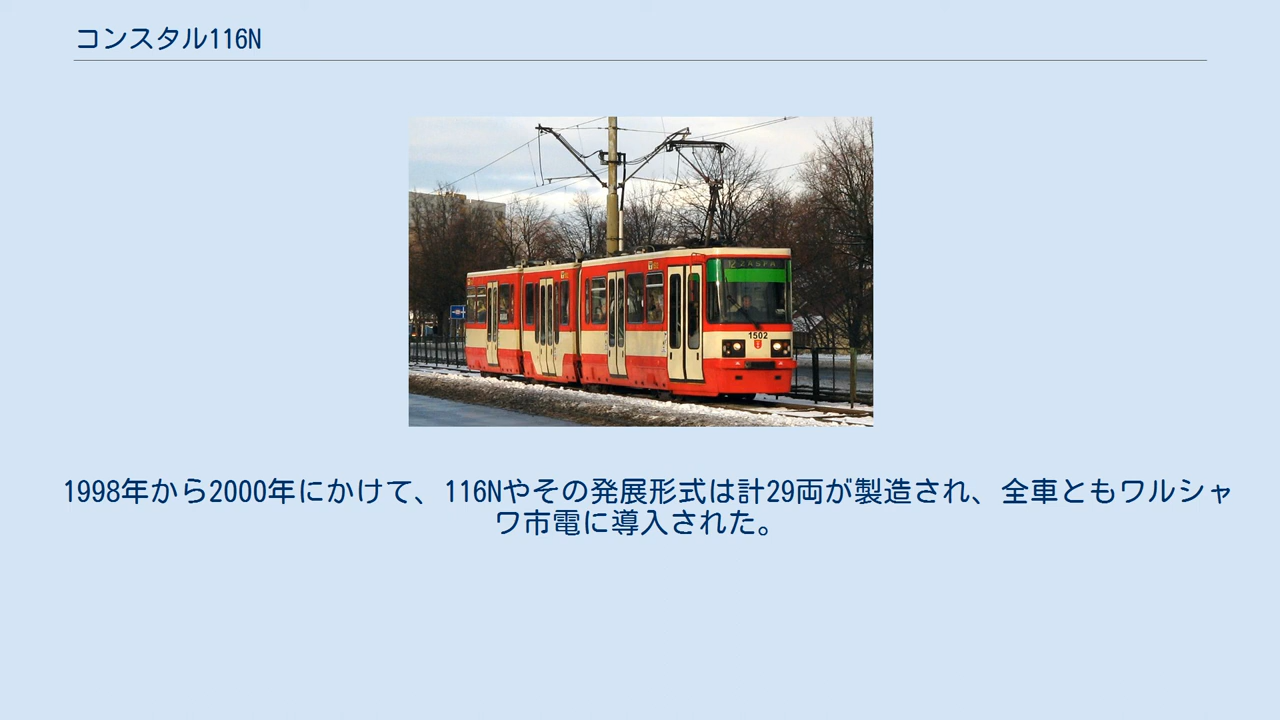 コンスタル116N
12 ZASPA
1502
1998年から2000年にかけて、116Nやその発展形式は計29両が製造され、全車ともワルシャ
ワ市電に導入された。